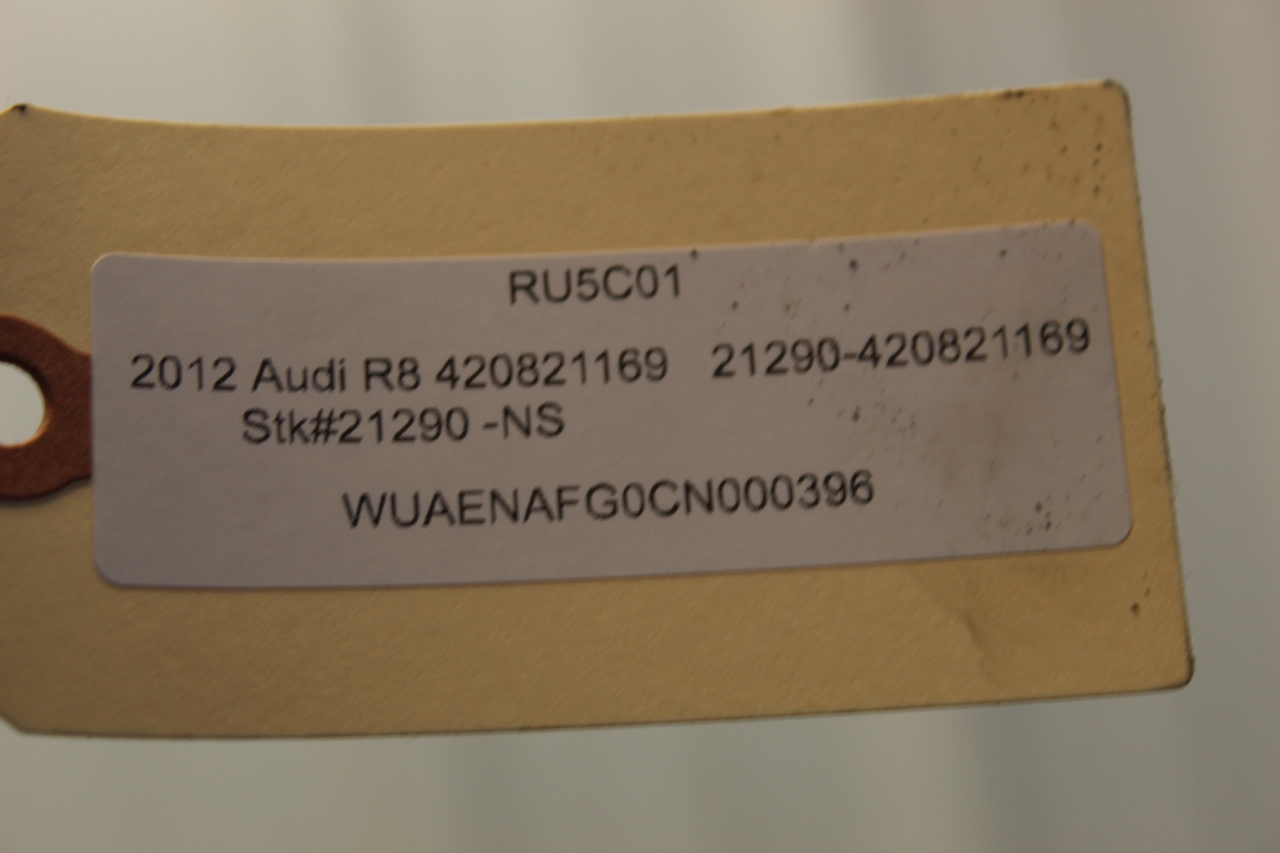 RU5C01
2012 Audi R8 420821169 21290-420821169
Stk#21290 -NS
WUAENAFG0CN000396